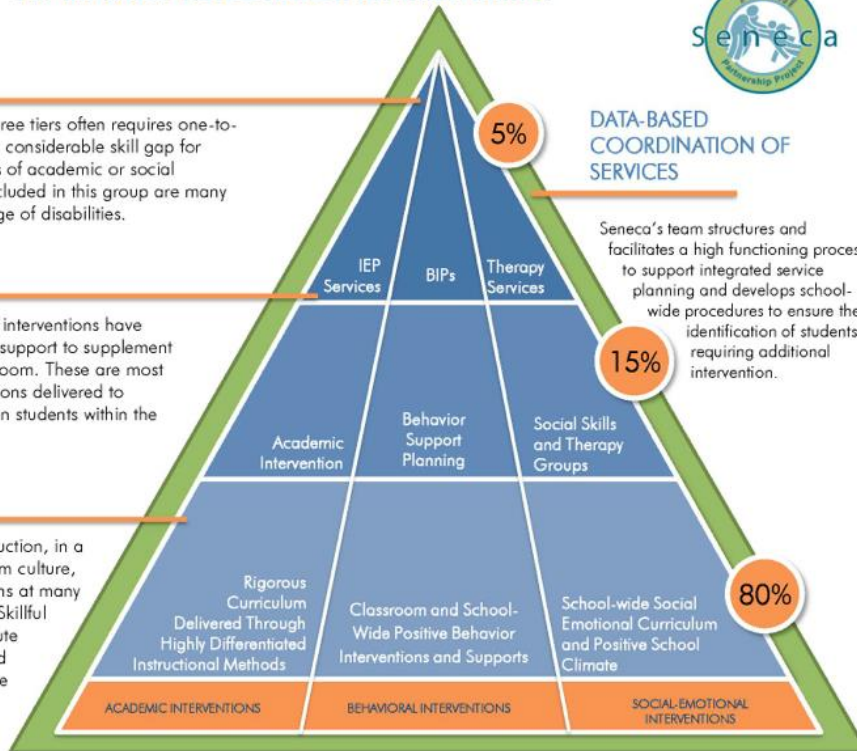 Seneca
Partnership Project
ree tiers often requires one-to-
considerable skill gap for
s of academic or social
cluded in this group are many
ge of disabilities.
interventions have
support to supplement
oom. These are most
ons delivered to
n students within the
uction, in a
m culture,
ns at many
Skillful
ute
d
e
5%
IEP
Services
BIPs
Therapy
Services
15%
Academic
Intervention
Behavior
Support
Planning
Social Skills
and Therapy
Groups
80%
Rigorous
Curriculum
Delivered Through
Highly Differentiated
Instructional Methods
Classroom and School-
Wide Positive Behavior
Interventions and Supports
School-wide Social
Emotional Curriculum
and Positive School
Climate
ACADEMIC INTERVENTIONS
BEHAVIORAL INTERVENTIONS
SOCIAL-EMOTIONAL
INTERVENTIONS
DATA-BASED
COORDINATION OF
SERVICES
Seneca's team structures and
facilitates a high functioning proces
to support integrated service
planning and develops school-
wide procedures to ensure the
identification of students
requiring additional
intervention.